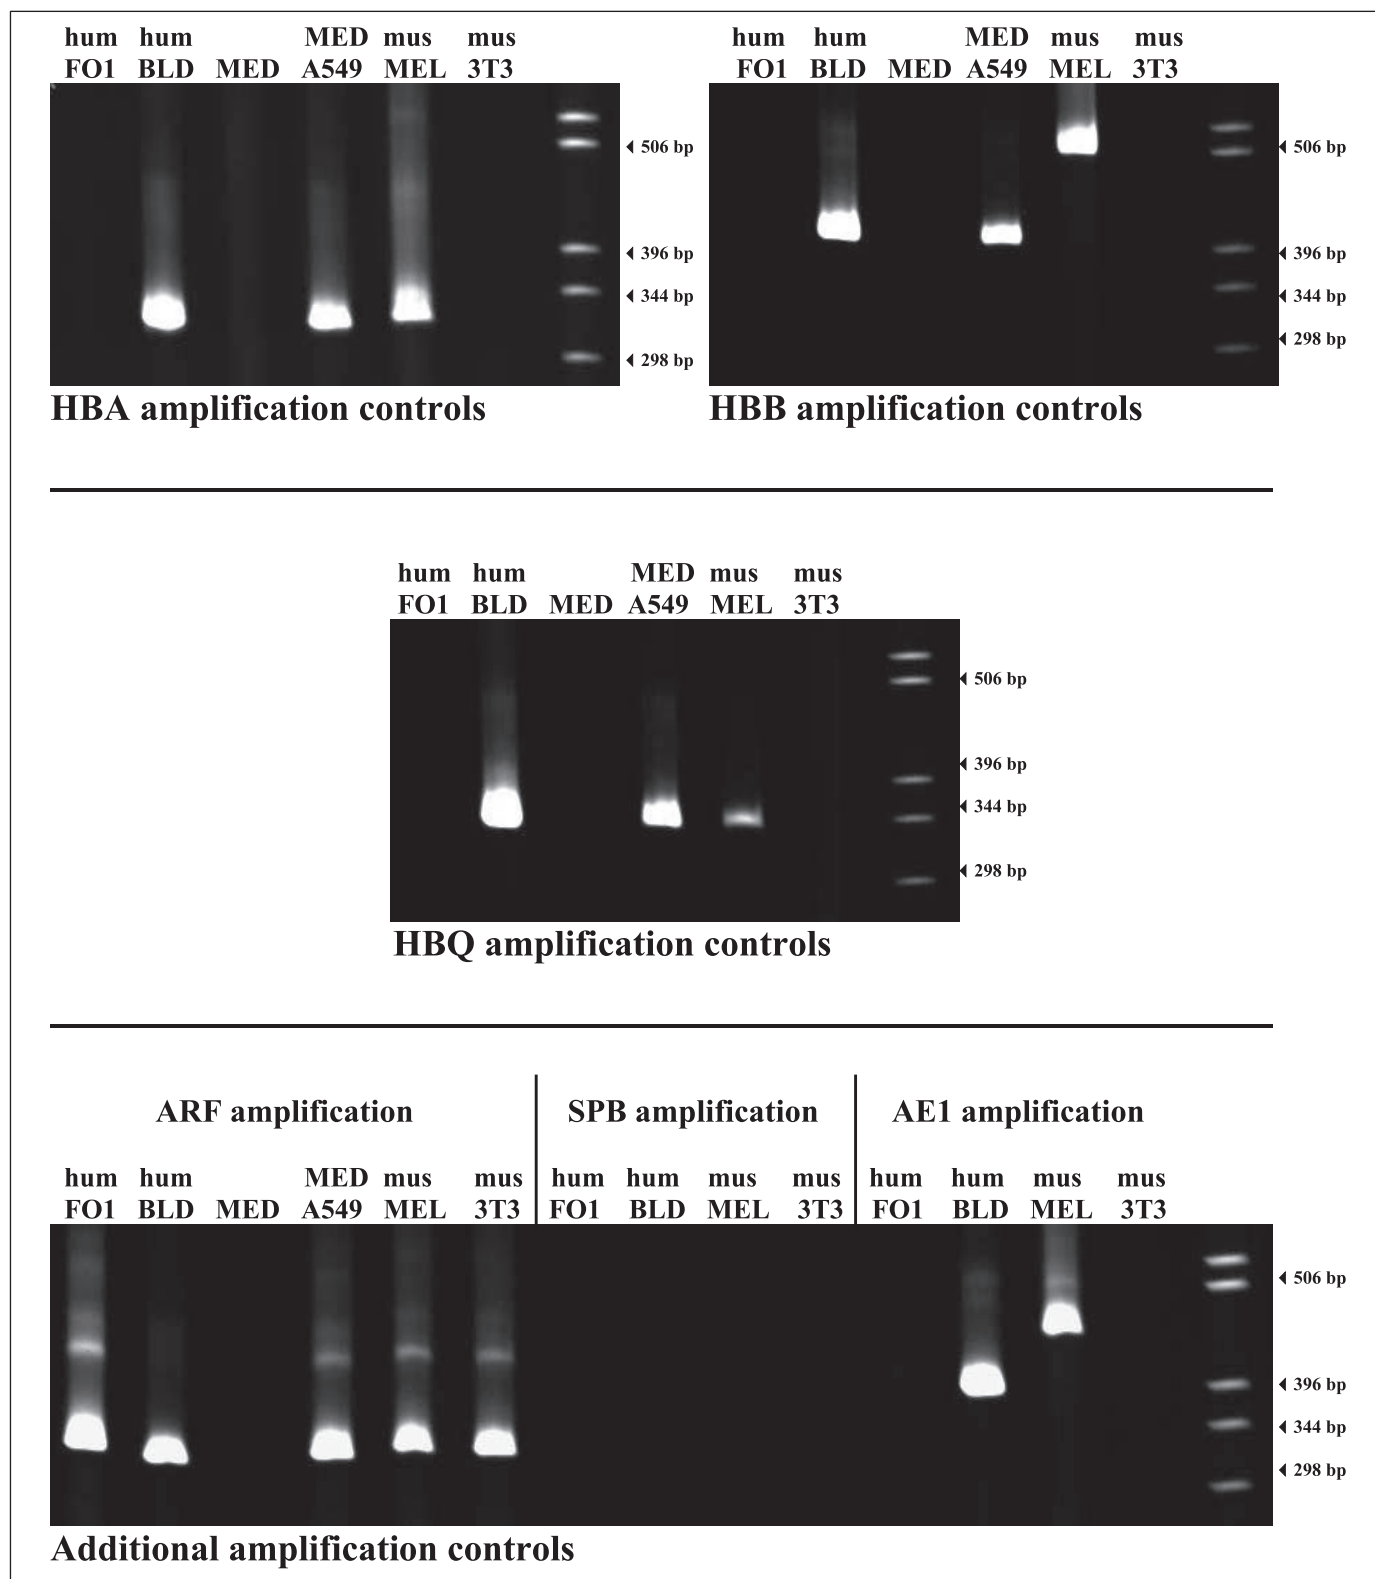 hum hum MED mus mus
FO1 BLD MED A549 MEL 3T3
506 bp
396 bp
344 bp
298 bp
HBA amplification controls
hum hum MED mus mus
FO1 BLD MED A549 MEL 3T3
506 bp
396 bp
344 bp
298 bp
HBB amplification controls
hum hum MED mus mus
FO1 BLD MED A549 MEL 3T3
506 bp
396 bp
344 bp
298 bp
HBQ amplification controls
ARF amplification SPB amplification AE1 amplification
hum hum MED mus mus hum hum mus mus hum hum mus mus
FO1 BLD MED A549 MEL 3T3 FO1 BLD MEL 3T3 FO1 BLD MEL 3T3
506 bp
396 bp
344 bp
298 bp
Additional amplification controls